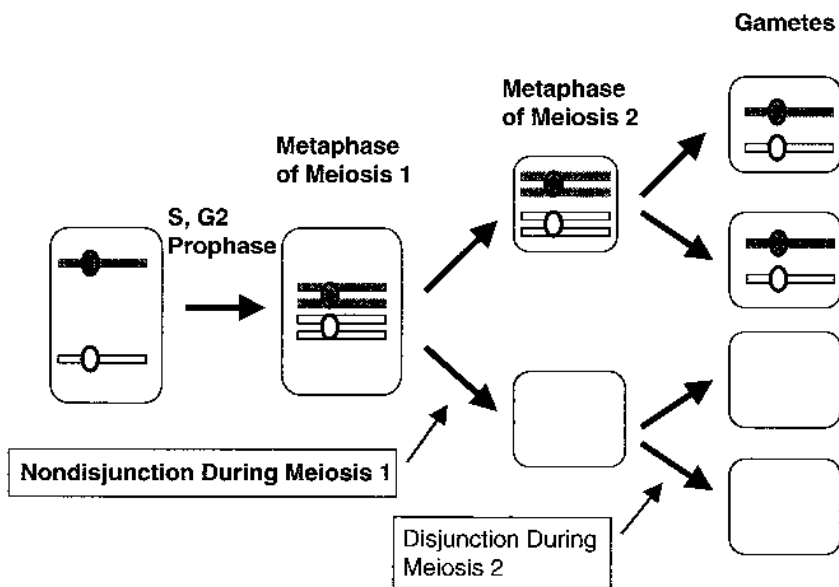 Gametes
Metaphase
of Meiosis 2
Metaphase
of Meiosis 1
S, G2
Prophase
Nondisjunction During Meiosis 1
Disjunction During
Meiosis 2